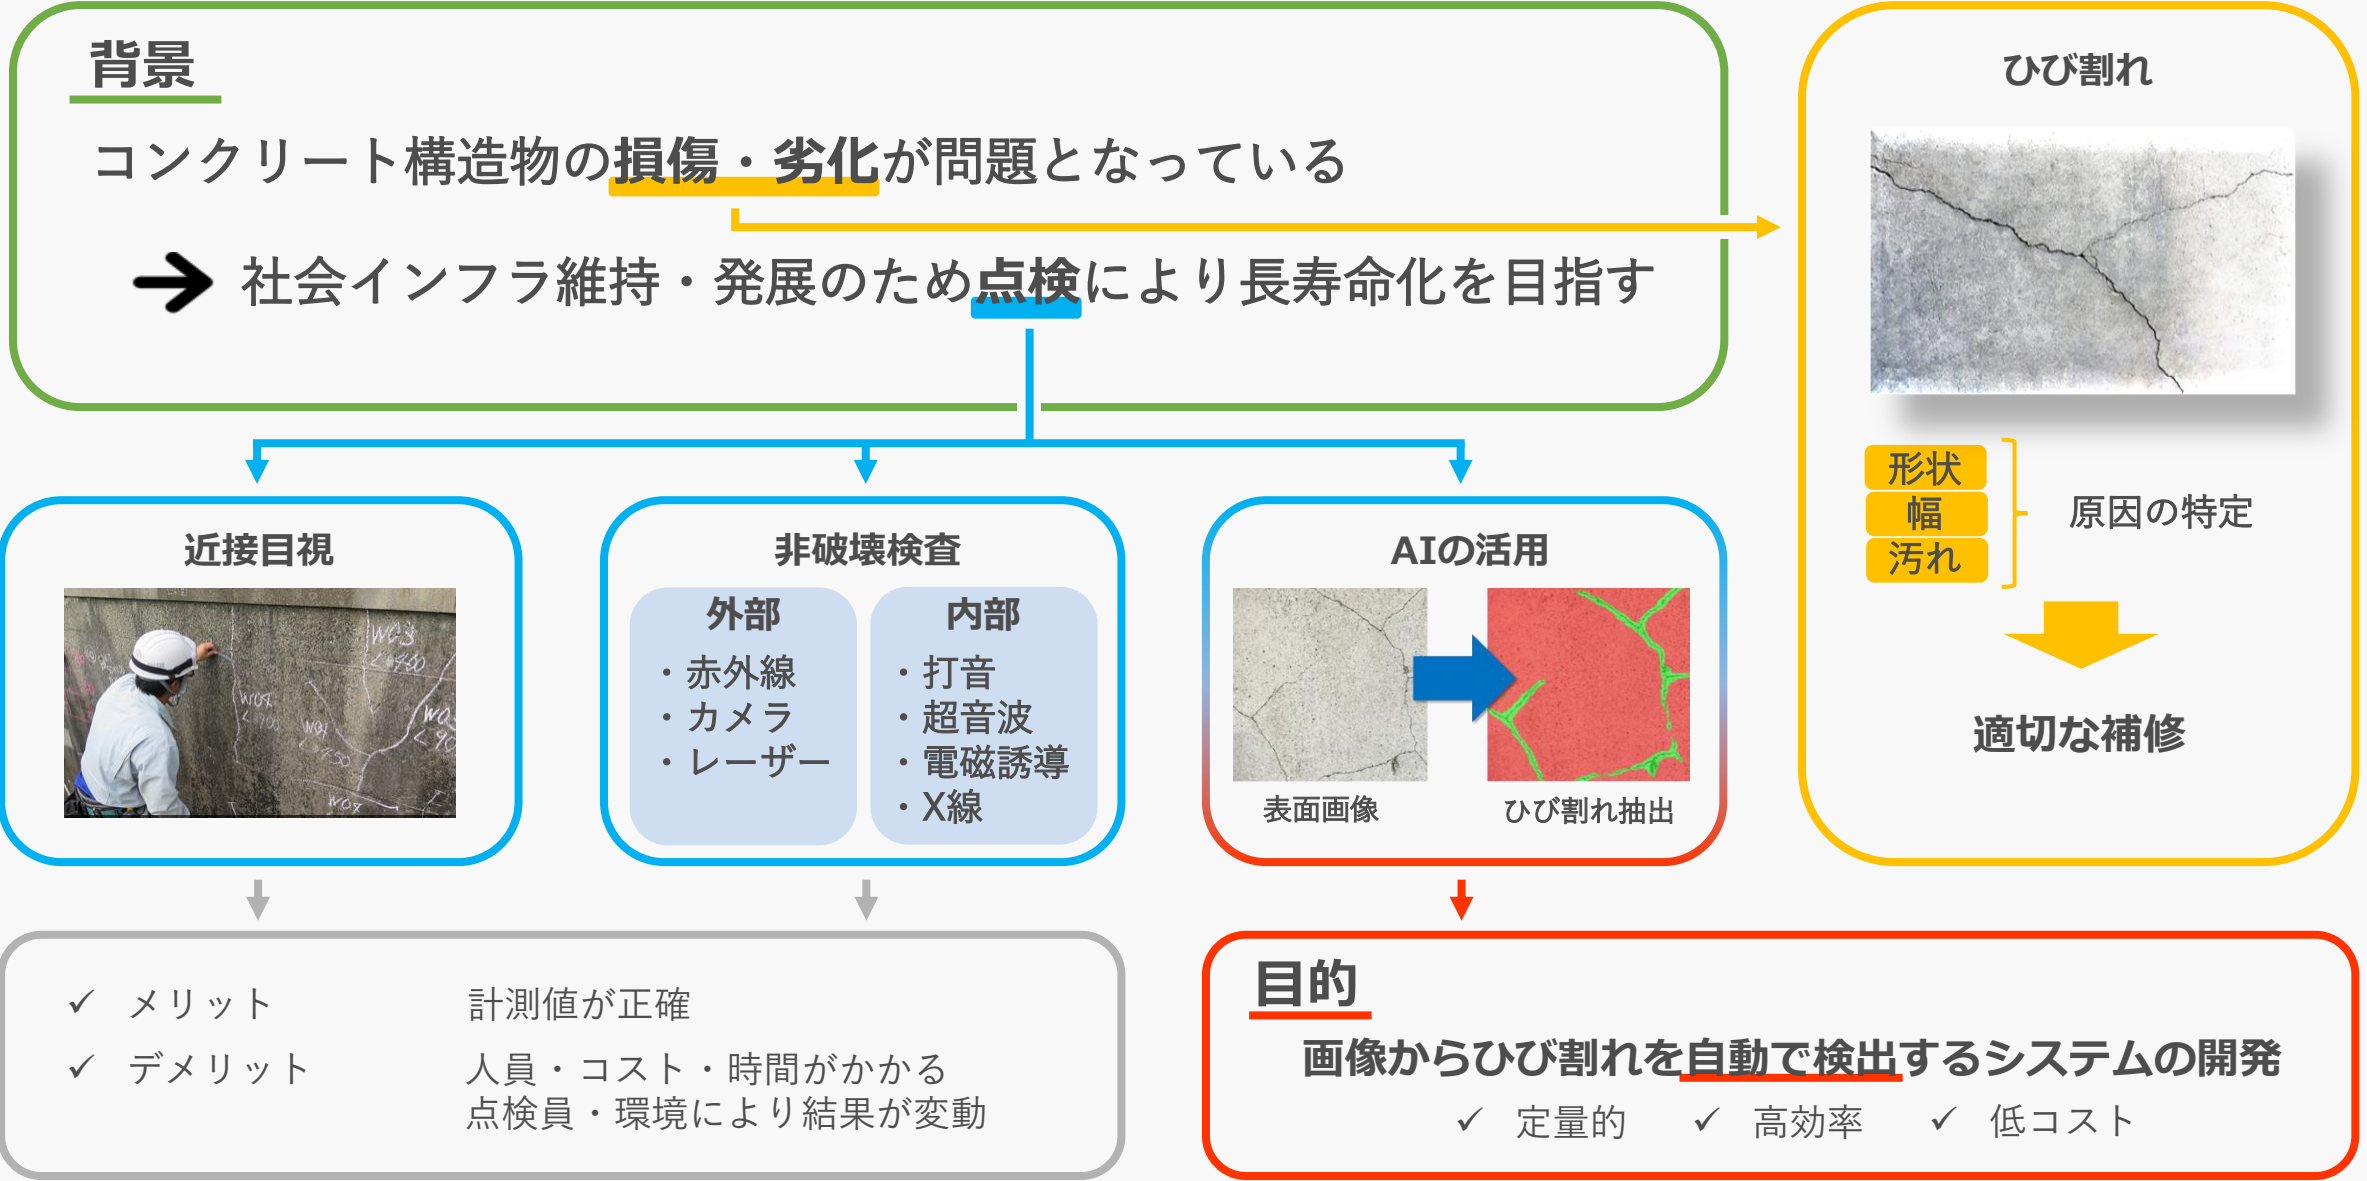 背景
コンクリート構造物の損傷・劣化が問題となっている
社会インフラ維持・発展のため点検により長寿命化を目指す
ひび割れ
形状
幅
汚れ
原因の特定
適切な補修
近接目視
W03
W04
W07
非破壊検査
外部
・赤外線
・カメラ
・レーザー
内部
・打音
・超音波
・電磁誘導
・X線
AIの活用
表面画像
ひび割れ抽出
✓ メリット 計測値が正確
✓ デメリット 人員・コスト・時間がかかる
点検員・環境により結果が変動
目的
画像からひび割れを自動で検出するシステムの開発
✓ 定量的 ✓ 高効率 ✓ 低コスト